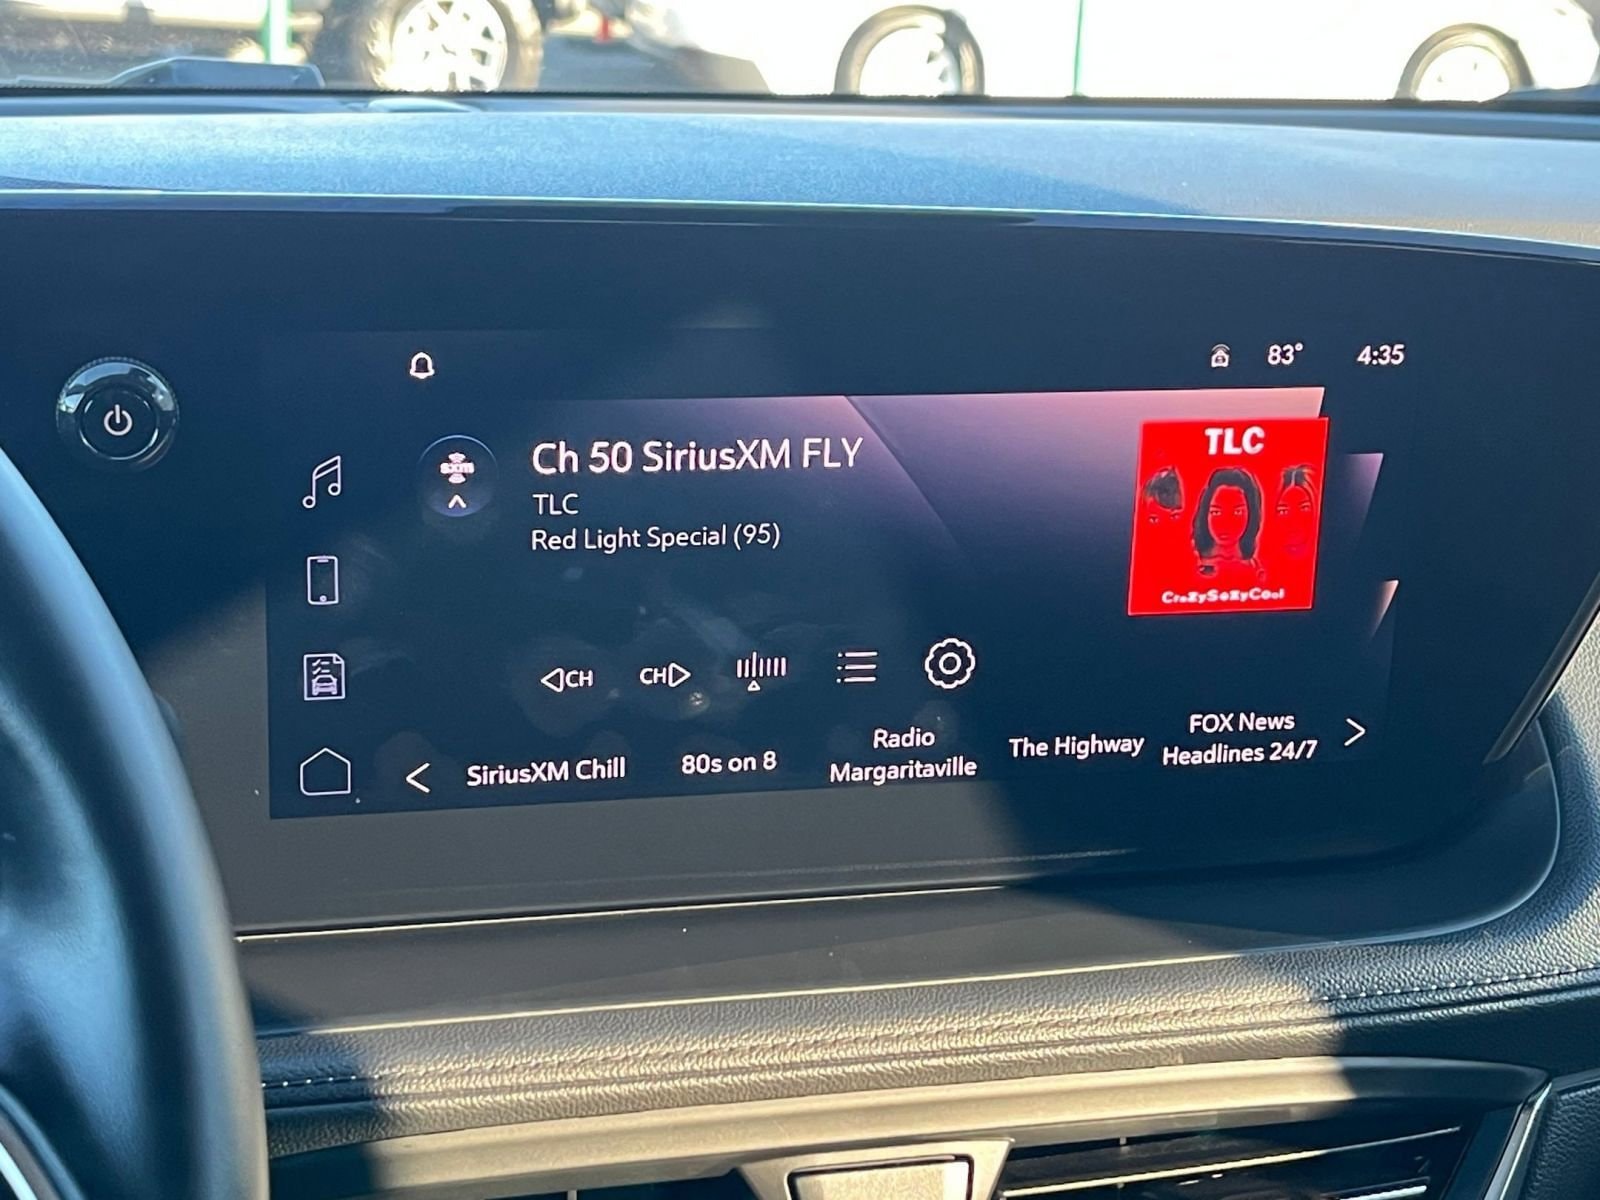 83° 4:35
sxm
Ch 50 SiriusXM FLY
TLC
Red Light Special (95)
TLC
CrazySexyCool
CH CH
SiriusXM Chill
80s on 8
Radio
Margaritaville
The Highway
FOX News
Headlines 24/7